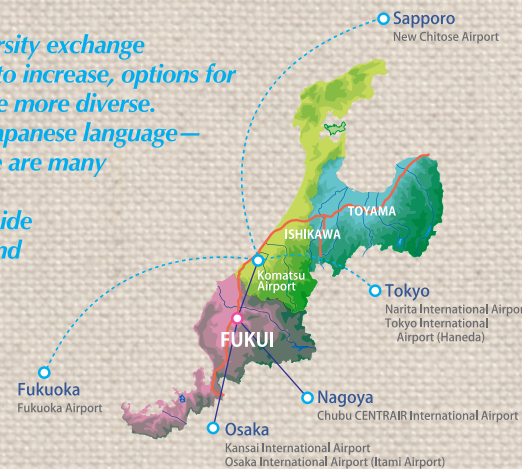 rsity exchange
to increase, options for
e more diverse.
apanese language—
e are many
ide
nd
Sapporo
New Chitose Airport
TOYAMA
ISHIKAWA
Komatsu
Airport
Tokyo
Narita International Airpor
Tokyo International
Airport (Haneda)
FUKUI
Fukuoka
Fukuoka Airport
Nagoya
Chubu CENTRAIR International Airport
Osaka
Kansai International Airport
Osaka International Airport (Itami Airport)